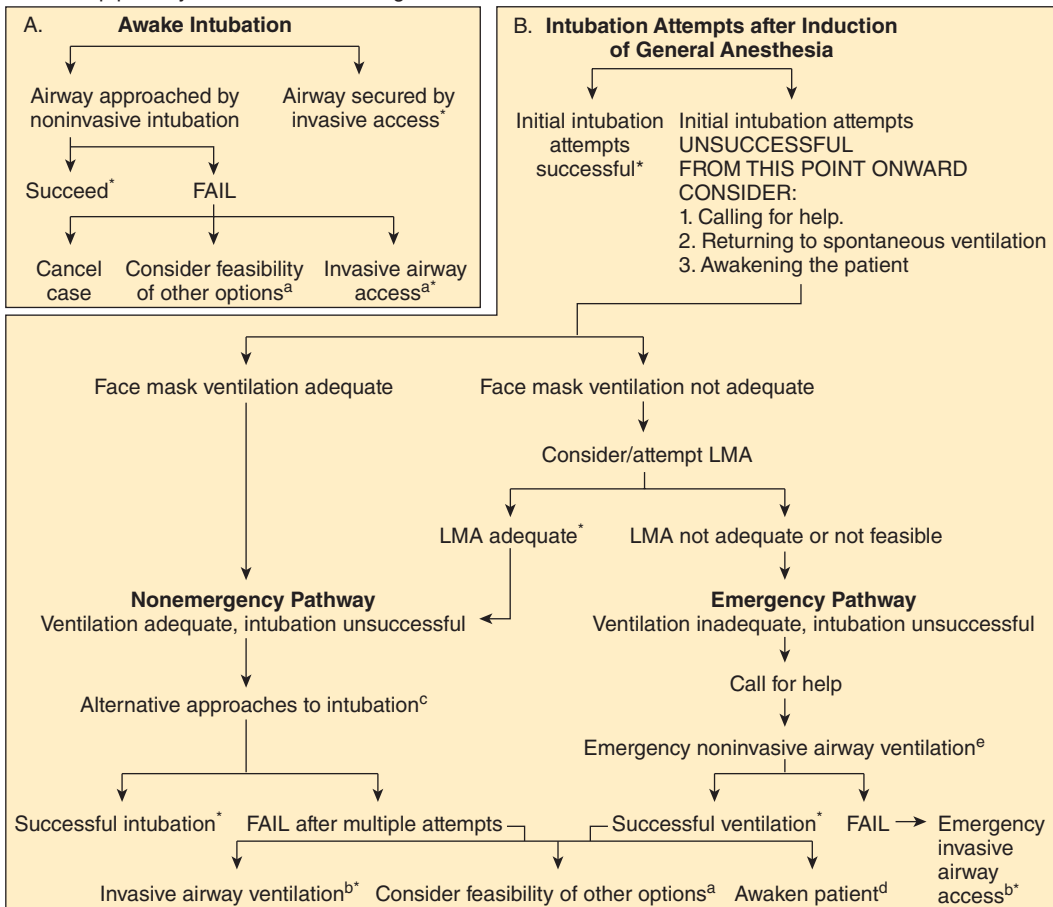 A. Awake Intubation
Airway approached by
noninvasive intubation
Airway secured by
invasive access*
Succeed*
FAIL
Cancel
case
Consider feasibility
of other options^a
Invasive airway
access^a*
B. Intubation Attempts after Induction
of General Anesthesia
Initial intubation
attempts
successful*
Initial intubation attempts
UNSUCCESSFUL
FROM THIS POINT ONWARD
CONSIDER:
1. Calling for help.
2. Returning to spontaneous ventilation
3. Awakening the patient
Face mask ventilation adequate
Face mask ventilation not adequate
Consider/attempt LMA
LMA adequate*
LMA not adequate or not feasible
Nonemergency Pathway
Ventilation adequate, intubation unsuccessful
Emergency Pathway
Ventilation inadequate, intubation unsuccessful
Call for help
Alternative approaches to intubation^c
Emergency noninvasive airway ventilation^e
Successful intubation*
FAIL after multiple attempts
Successful ventilation*
FAIL
Emergency
invasive
airway
access^b*
Invasive airway ventilation^b*
Consider feasibility of other options^a
Awaken patient^d